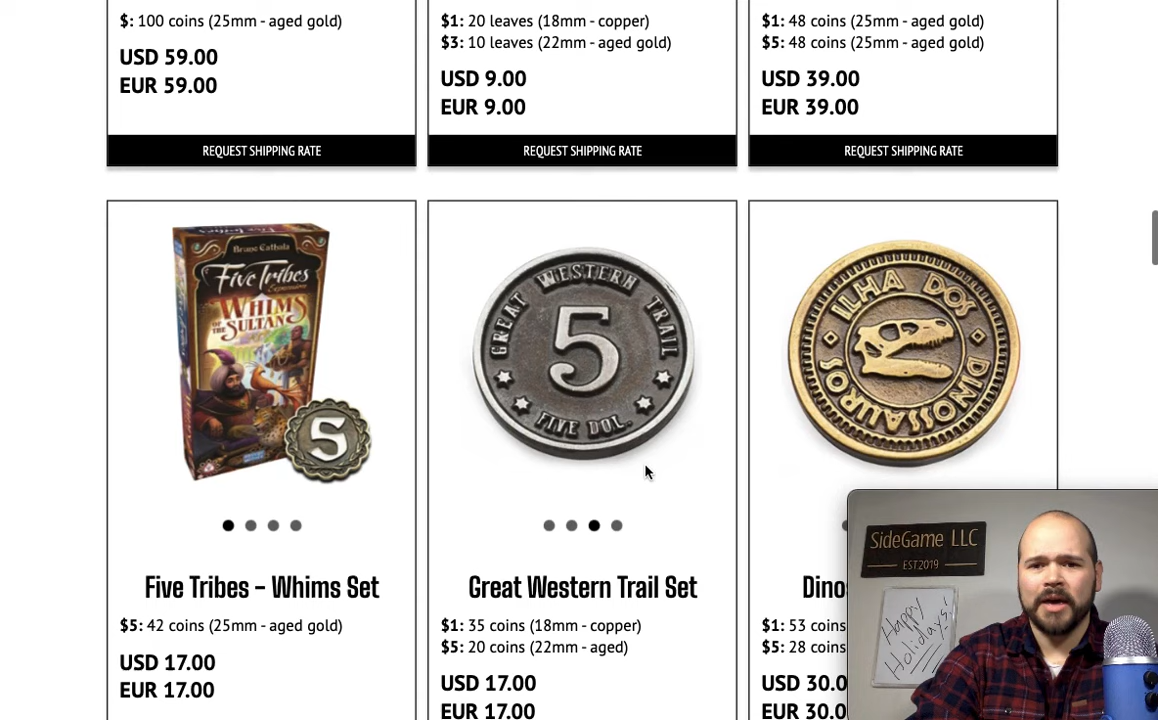 $: 100 coins (25mm - aged gold)
USD 59.00
EUR 59.00
REQUEST SHIPPING RATE
$1: 20 leaves (18mm - copper)
$3: 10 leaves (22mm - aged gold)
USD 9.00
EUR 9.00
REQUEST SHIPPING RATE
$1: 48 coins (25mm - aged gold)
$5: 48 coins (25mm - aged gold)
USD 39.00
EUR 39.00
REQUEST SHIPPING RATE
Bruno Cathala
Five Tribes
Expansion
WHIMS
OF THE SULTAN
5
Five Tribes - Whims Set
$5: 42 coins (25mm - aged gold)
USD 17.00
EUR 17.00
GREAT WESTERN TRAIL
5
FIVE DOL.
Great Western Trail Set
$1: 35 coins (18mm - copper)
$5: 20 coins (22mm - aged)
USD 17.00
EUR 17.00
ILHA DOS
DINOSSAUROS
Dino
$1: 53 coins
$5: 28 coins
USD 30.0
EUR 30.0
SideGame LLC
EST2019
Happy
Holidays!